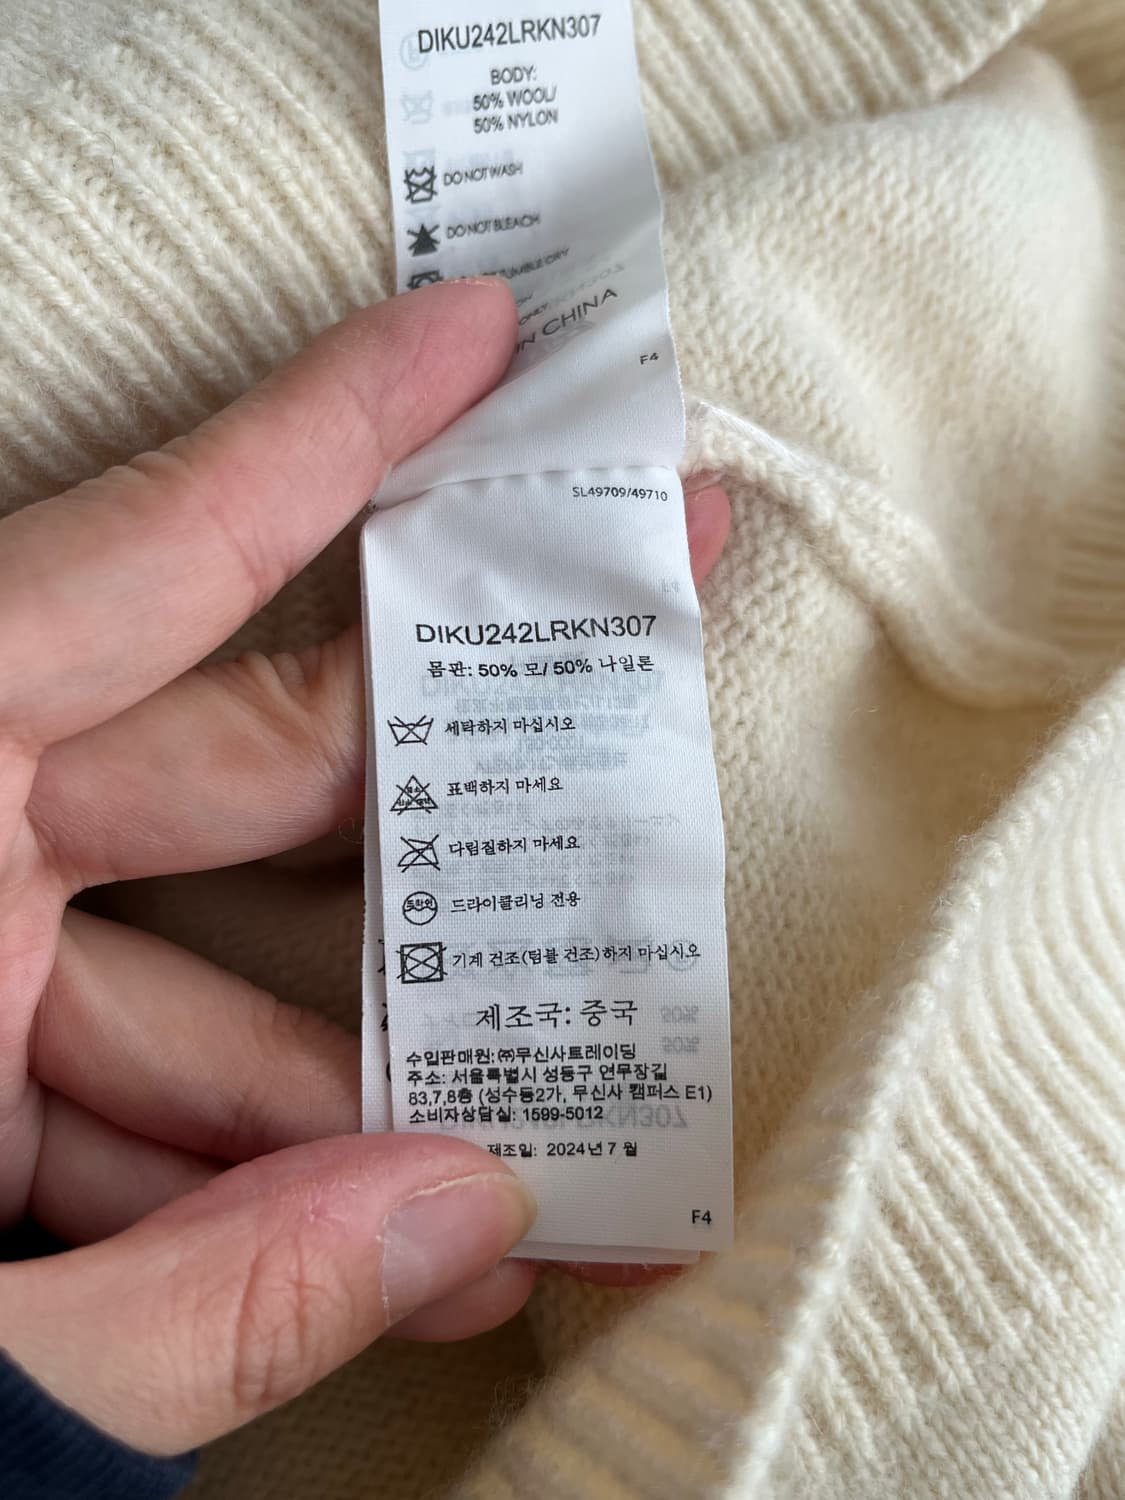 DIKU242LRKN307
BODY:
50% WOOL/
50% NYLON
DO NOT WASH
DO NOT BLEACH
TUMBLE DRY
ONLY
IN CHINA
F4
SL49709/49710
DIKU242LRKN307
몸판: 50% 모/ 50% 나일론
세탁하지 마십시오
표백하지 마세요
다림질하지 마세요
드라이클리닝 전용
기계 건조(텀블 건조)하지 마십시오
제조국: 중국
수입판매원: ㈜무신사트레이딩
주소: 서울특별시 성동구 연무장길
83,7,8층 (성수동2가, 무신사 캠퍼스 E1)
소비자상담실: 1599-5012
제조일: 2024년 7 월
F4